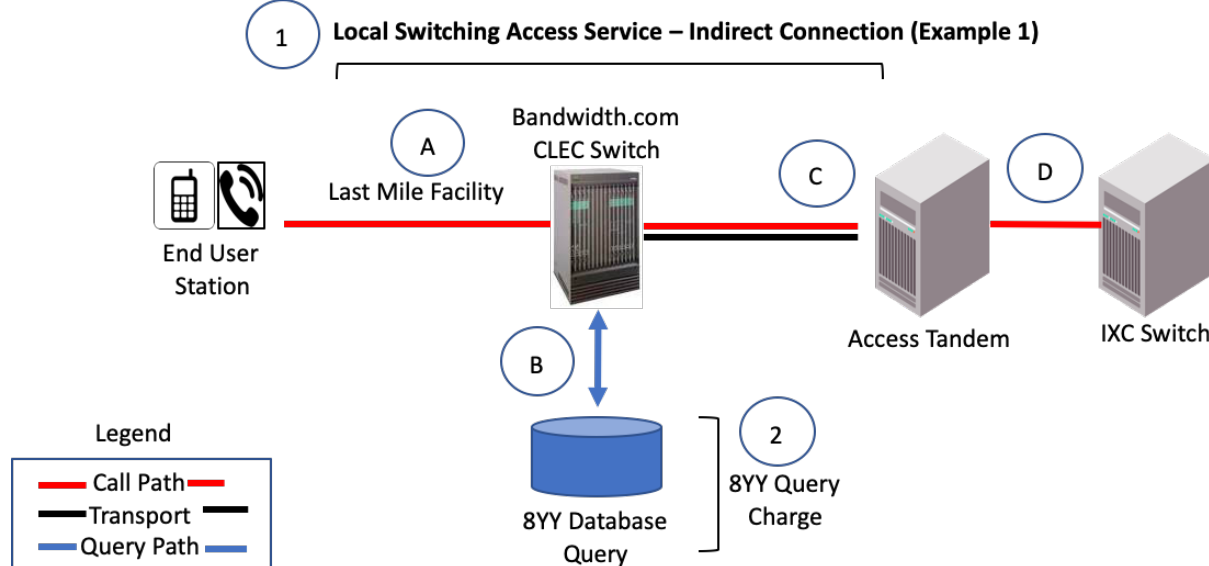 1
Local Switching Access Service – Indirect Connection (Example 1)
Bandwidth.com
CLEC Switch
A
Last Mile Facility
C
D
End User
Station
Access Tandem
IXC Switch
B
Legend
Call Path
Transport
Query Path
8YY Database
Query
2
8YY Query
Charge